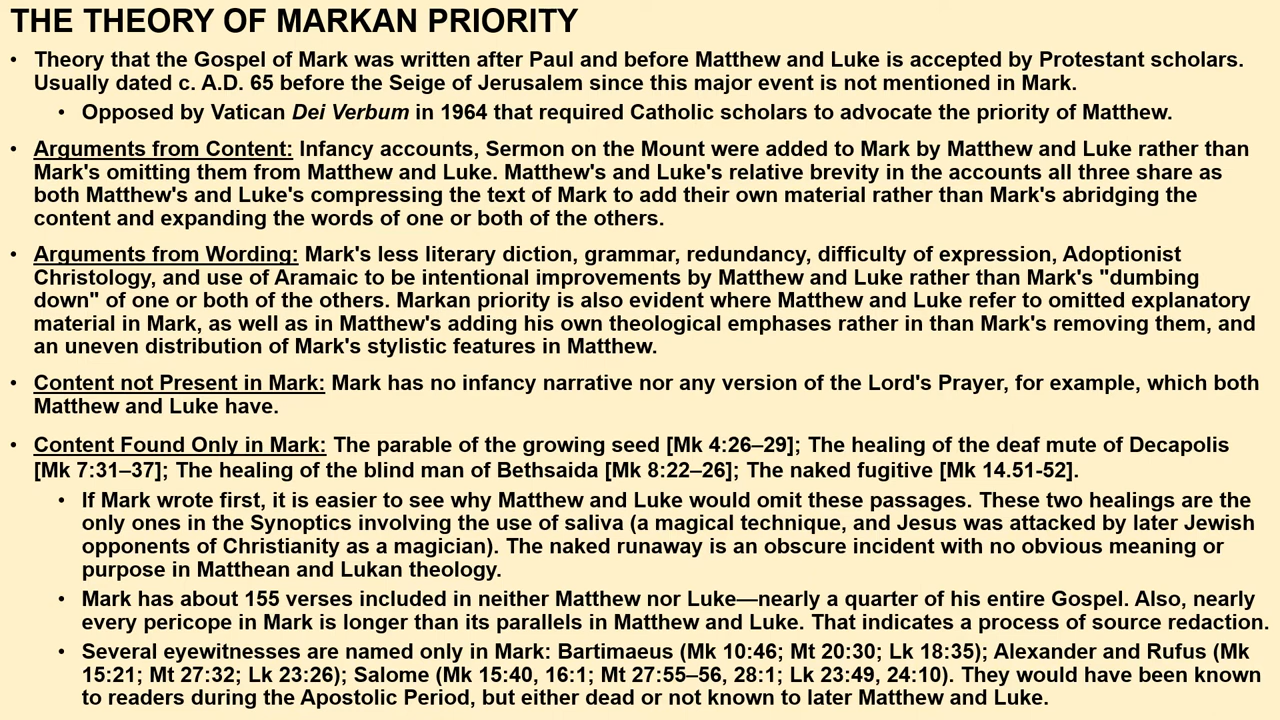 THE THEORY OF MARKAN PRIORITY
• Theory that the Gospel of Mark was written after Paul and before Matthew and Luke is accepted by Protestant scholars.
Usually dated c. A.D. 65 before the Seige of Jerusalem since this major event is not mentioned in Mark.
• Opposed by Vatican Dei Verbum in 1964 that required Catholic scholars to advocate the priority of Matthew.
• Arguments from Content: Infancy accounts, Sermon on the Mount were added to Mark by Matthew and Luke rather than
Mark's omitting them from Matthew and Luke. Matthew's and Luke's relative brevity in the accounts all three share as
both Matthew's and Luke's compressing the text of Mark to add their own material rather than Mark's abridging the
content and expanding the words of one or both of the others.
• Arguments from Wording: Mark's less literary diction, grammar, redundancy, difficulty of expression, Adoptionist
Christology, and use of Aramaic to be intentional improvements by Matthew and Luke rather than Mark's "dumbing
down" of one or both of the others. Markan priority is also evident where Matthew and Luke refer to omitted explanatory
material in Mark, as well as in Matthew's adding his own theological emphases rather in than Mark's removing them, and
an uneven distribution of Mark's stylistic features in Matthew.
• Content not Present in Mark: Mark has no infancy narrative nor any version of the Lord's Prayer, for example, which both
Matthew and Luke have.
• Content Found Only in Mark: The parable of the growing seed [Mk 4:26–29]; The healing of the deaf mute of Decapolis
[Mk 7:31–37]; The healing of the blind man of Bethsaida [Mk 8:22–26]; The naked fugitive [Mk 14.51-52].
• If Mark wrote first, it is easier to see why Matthew and Luke would omit these passages. These two healings are the
only ones in the Synoptics involving the use of saliva (a magical technique, and Jesus was attacked by later Jewish
opponents of Christianity as a magician). The naked runaway is an obscure incident with no obvious meaning or
purpose in Matthean and Lukan theology.
• Mark has about 155 verses included in neither Matthew nor Luke—nearly a quarter of his entire Gospel. Also, nearly
every pericope in Mark is longer than its parallels in Matthew and Luke. That indicates a process of source redaction.
• Several eyewitnesses are named only in Mark: Bartimaeus (Mk 10:46; Mt 20:30; Lk 18:35); Alexander and Rufus (Mk
15:21; Mt 27:32; Lk 23:26); Salome (Mk 15:40, 16:1; Mt 27:55–56, 28:1; Lk 23:49, 24:10). They would have been known
to readers during the Apostolic Period, but either dead or not known to later Matthew and Luke.